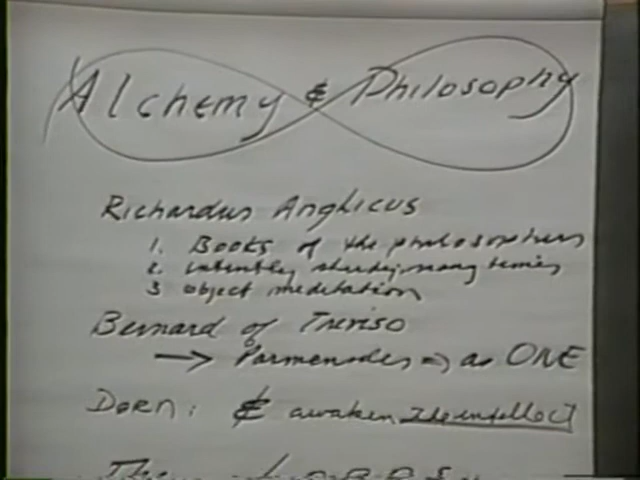 Alchemy & Philosophy
Richardus Anglicus
1. Books of the philosophers
2. intently study many times
3 object meditation
Bernard of Treviso
→ Parmenides => as ONE
Dorn: & awaken The intellect